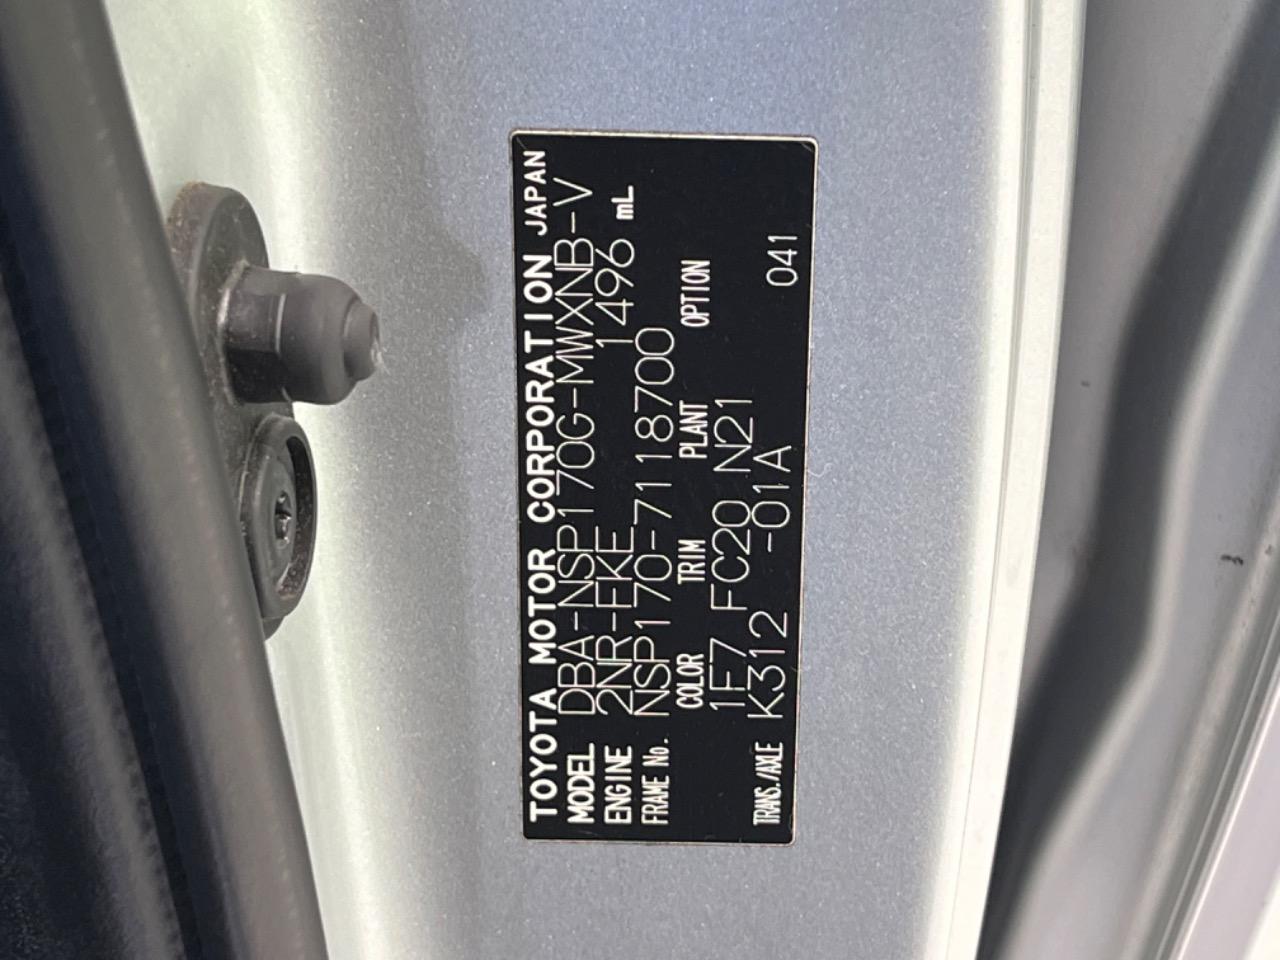 TOYOTA MOTOR CORPORATION JAPAN
MODEL DBA-NSP170G-MWXNB-V
ENGINE 2NR-FKE 1496 mL
FRAME No. NSP170-7118700
COLOR TRIM PLANT OPTION
1F7 FC20 N21
TRANS./AXLE K312 -01A 041